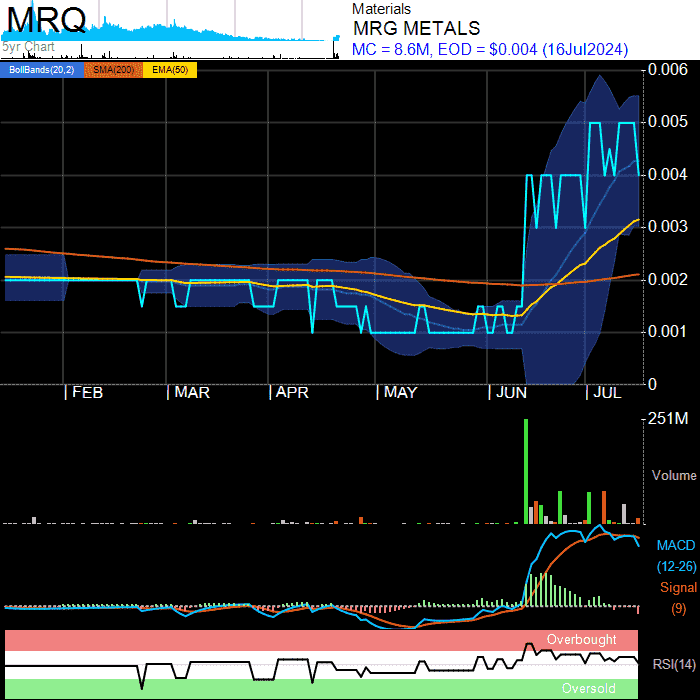 MRQ
5yr Chart
Materials
MRG METALS
MC = 8.6M, EOD = $0.004 (16Jul2024)
BollBands(20,2) SMA(200) EMA(50)
0.006
0.005
0.004
0.003
0.002
0.001
0
FEB MAR APR MAY JUN JUL
251M
Volume
MACD
(12-26)
Signal
(9)
Overbought
RSI(14)
Oversold